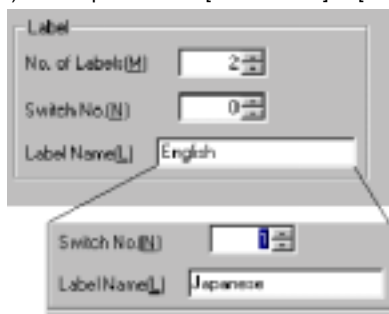 Label
No. of Labels(M) 2
Switch No.(N) 0
Label Name(L) English
Switch No.(N) 1
Label Name(L) Japanese